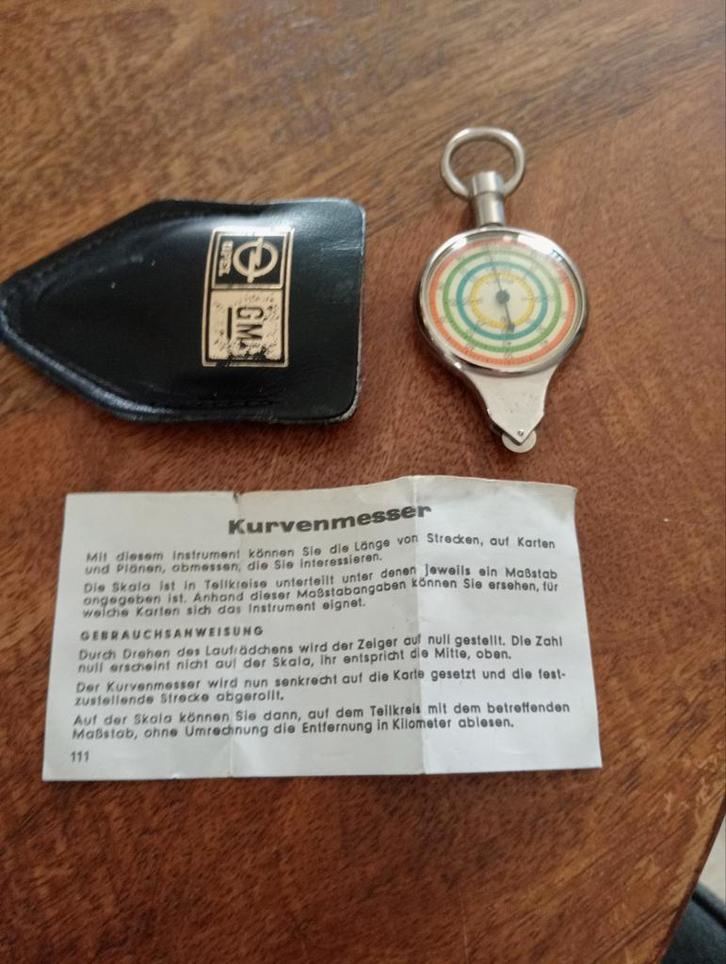 OPEL
GM
Kurvenmesser
Mit diesem Instrument können Sie die Länge von Strecken, auf Karten
und Plänen, abmessen, die Sie interessieren.
Die Skala ist in Teilkreise unterteilt unter denen jeweils ein Maßstab
angegeben ist. Anhand dieser Maßstabangaben können Sie ersehen, für
welche Karten sich das Instrument eignet.
GEBRAUCHSANWEISUNG
Durch Drehen des Laufrädchens wird der Zeiger auf null gestellt. Die Zahl
null erscheint nicht auf der Skala, ihr entspricht die Mitte, oben.
Der Kurvenmesser wird nun senkrecht auf die Karte gesetzt und die fest-
zustellende Strecke abgerollt.
Auf der Skala können Sie dann, auf dem Teilkreis mit dem betreffenden
Maßstab, ohne Umrechnung die Entfernung in Kilometer ablesen.
111